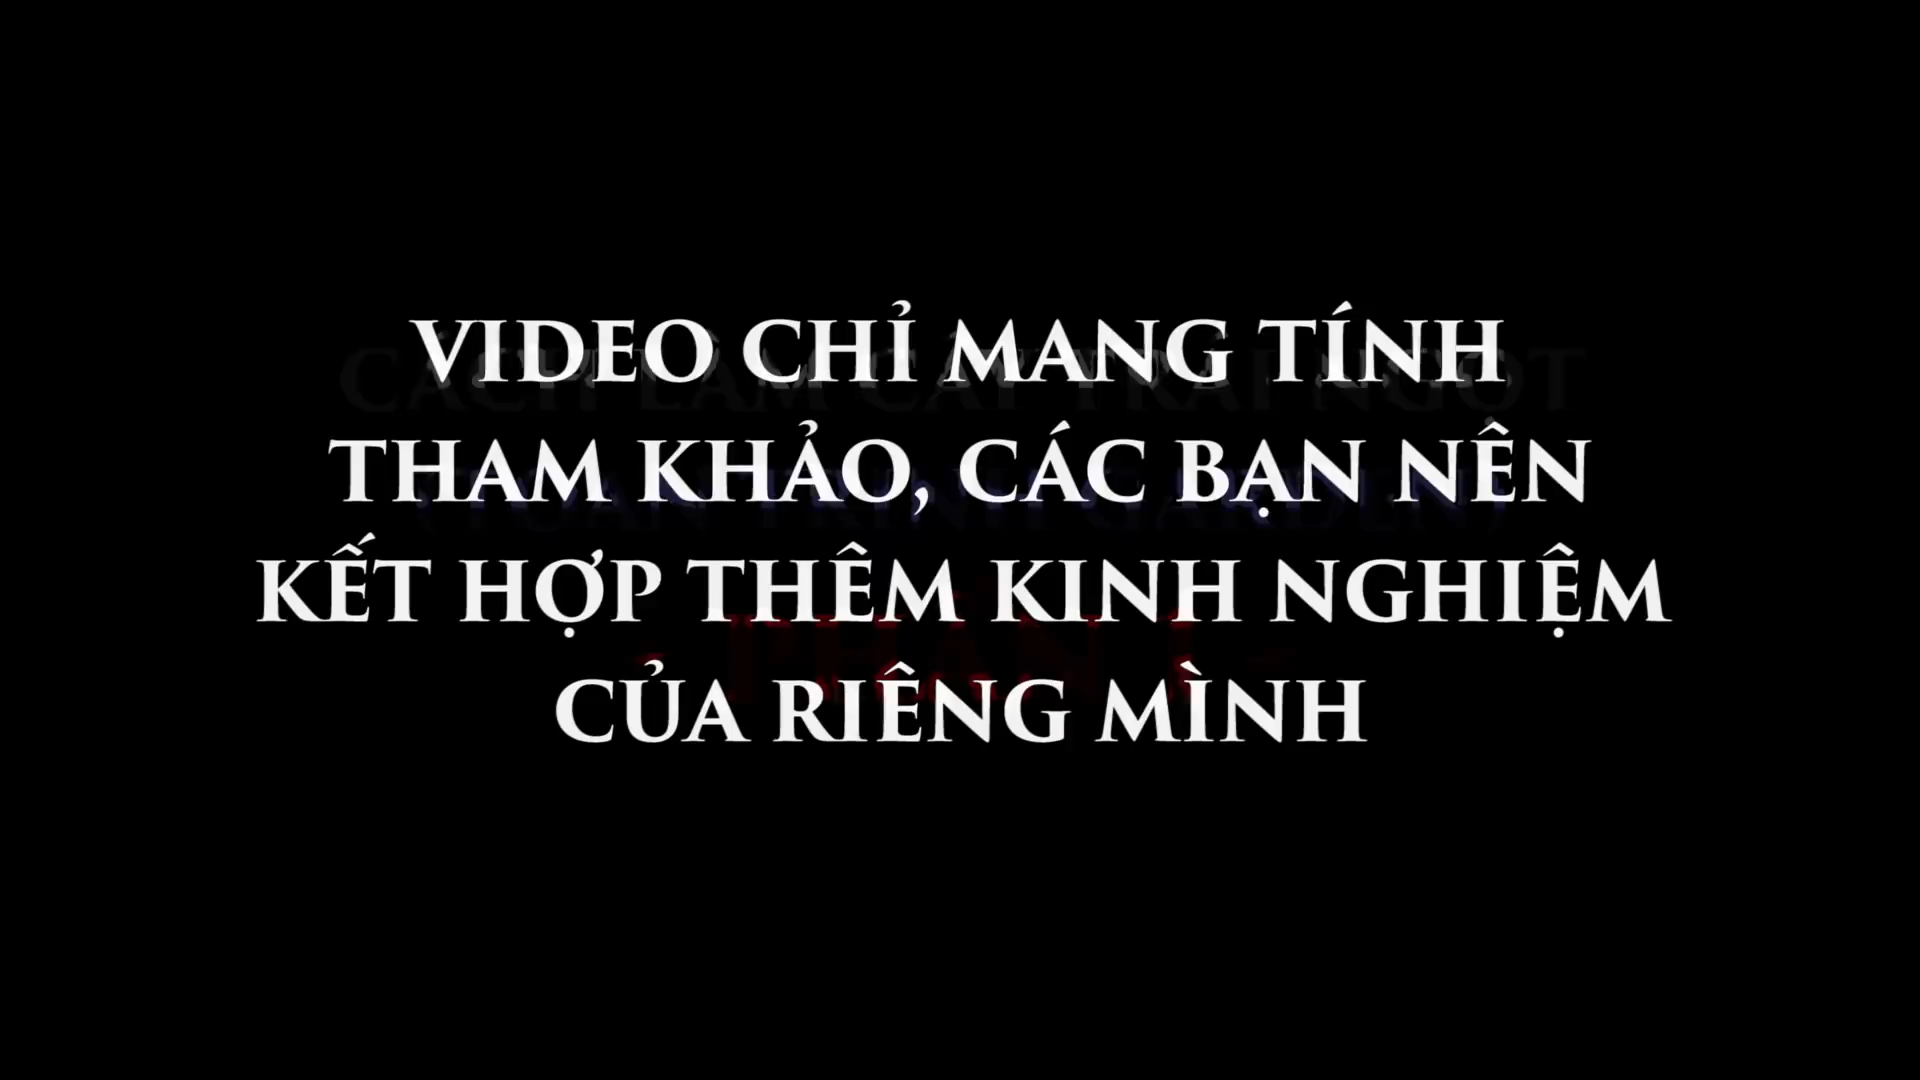 VIDEO CHỈ MANG TÍNH
THAM KHẢO, CÁC BẠN NÊN
KẾT HỢP THÊM KINH NGHIỆM
CỦA RIÊNG MÌNH